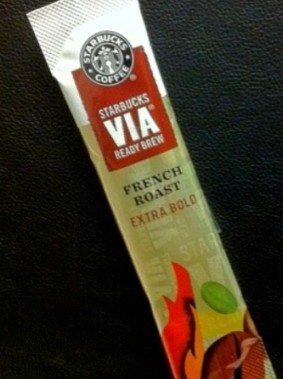 STARBUCKS
COFFEE
STARBUCKS
VIA®
READY BREW
FRENCH
ROAST
EXTRA BOLD